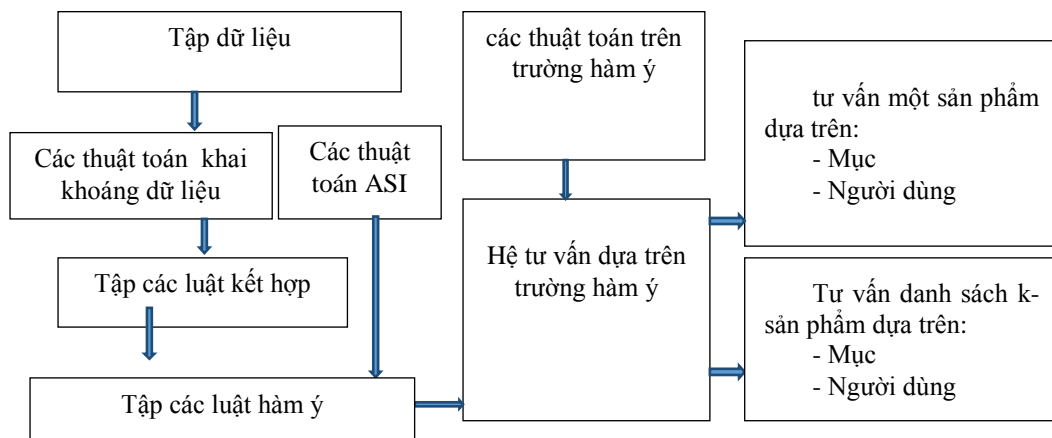 Tập dữ liệu
Các thuật toán khai
khoáng dữ liệu
Các thuật
toán ASI
Tập các luật kết hợp
Tập các luật hàm ý
các thuật toán trên
trường hàm ý
Hệ tư vấn dựa trên
trường hàm ý
tư vấn một sản phẩm
dựa trên:
- Mục
- Người dùng
Tư vấn danh sách k-
sản phẩm dựa trên:
- Mục
- Người dùng